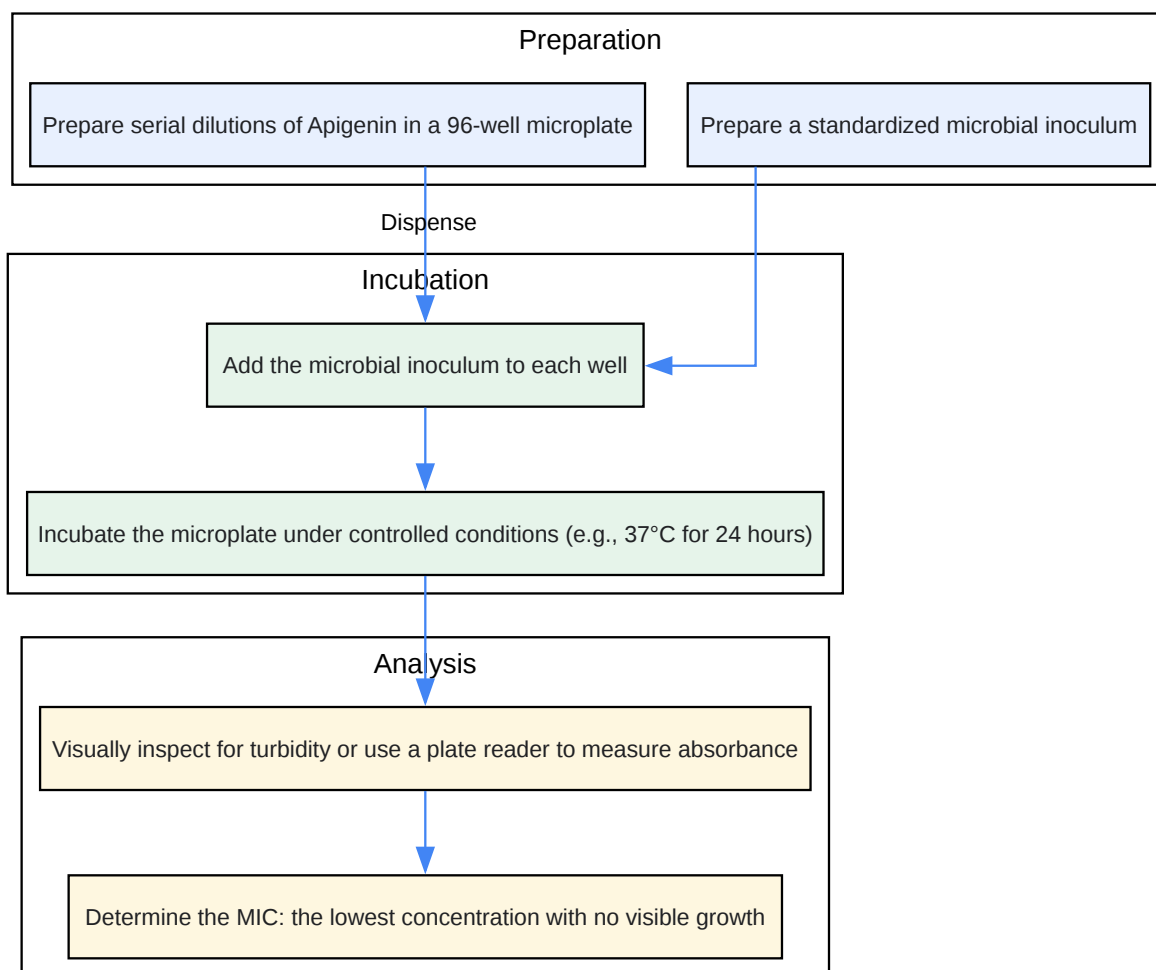 Preparation
Prepare serial dilutions of Apigenin in a 96-well microplate
Prepare a standardized microbial inoculum
Dispense
Incubation
Add the microbial inoculum to each well
Incubate the microplate under controlled conditions (e.g., 37°C for 24 hours)
Analysis
Visually inspect for turbidity or use a plate reader to measure absorbance
Determine the MIC: the lowest concentration with no visible growth